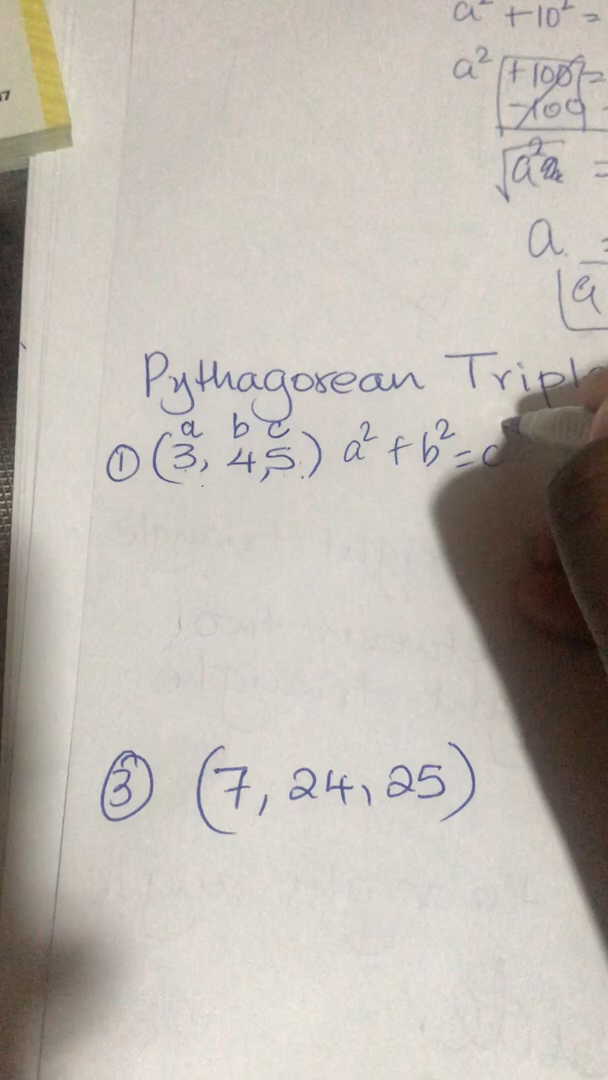 a² + 10² =
a² + 100 =
- 100
√a²
a =
a
Pythagorean Tripl
a b c
① (3, 4, 5) a² + b² = c
③ (7, 24, 25)